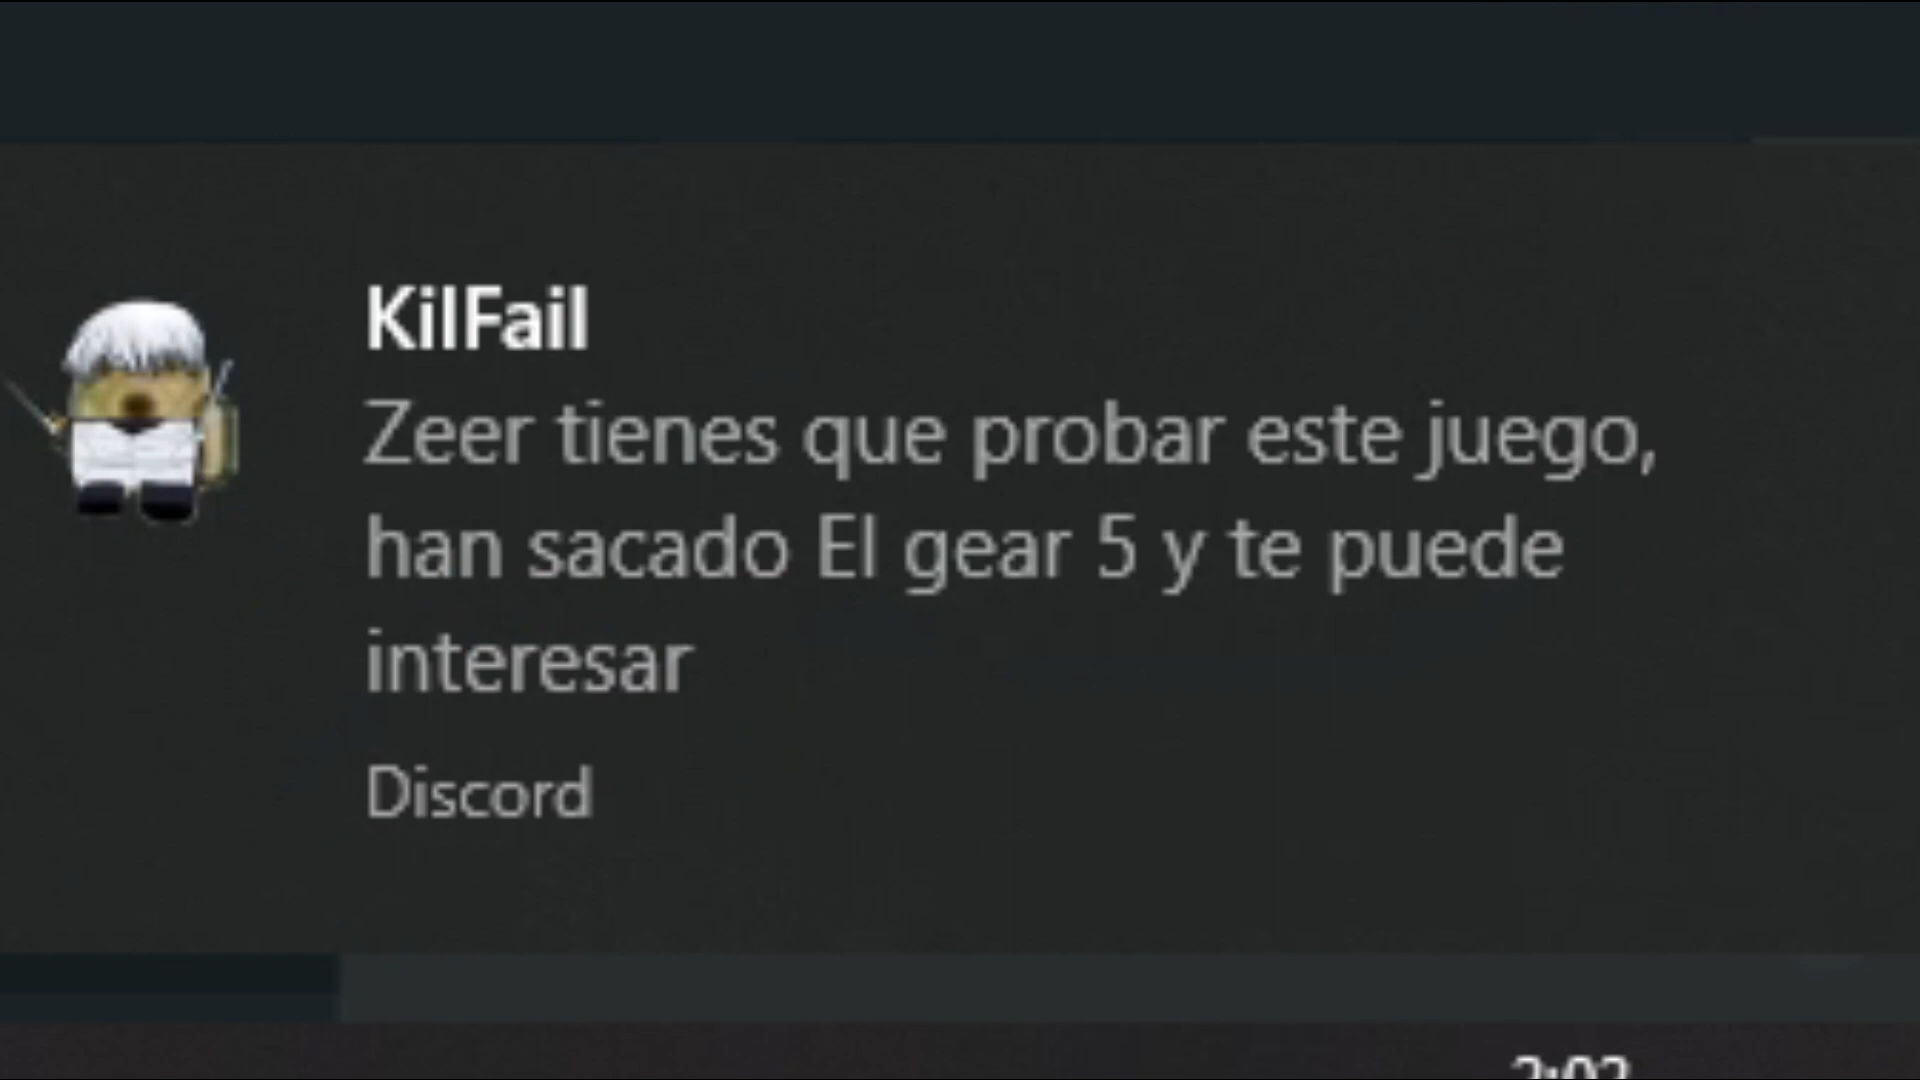 KilFail
Zeer tienes que probar este juego,
han sacado El gear 5 y te puede
interesar
Discord